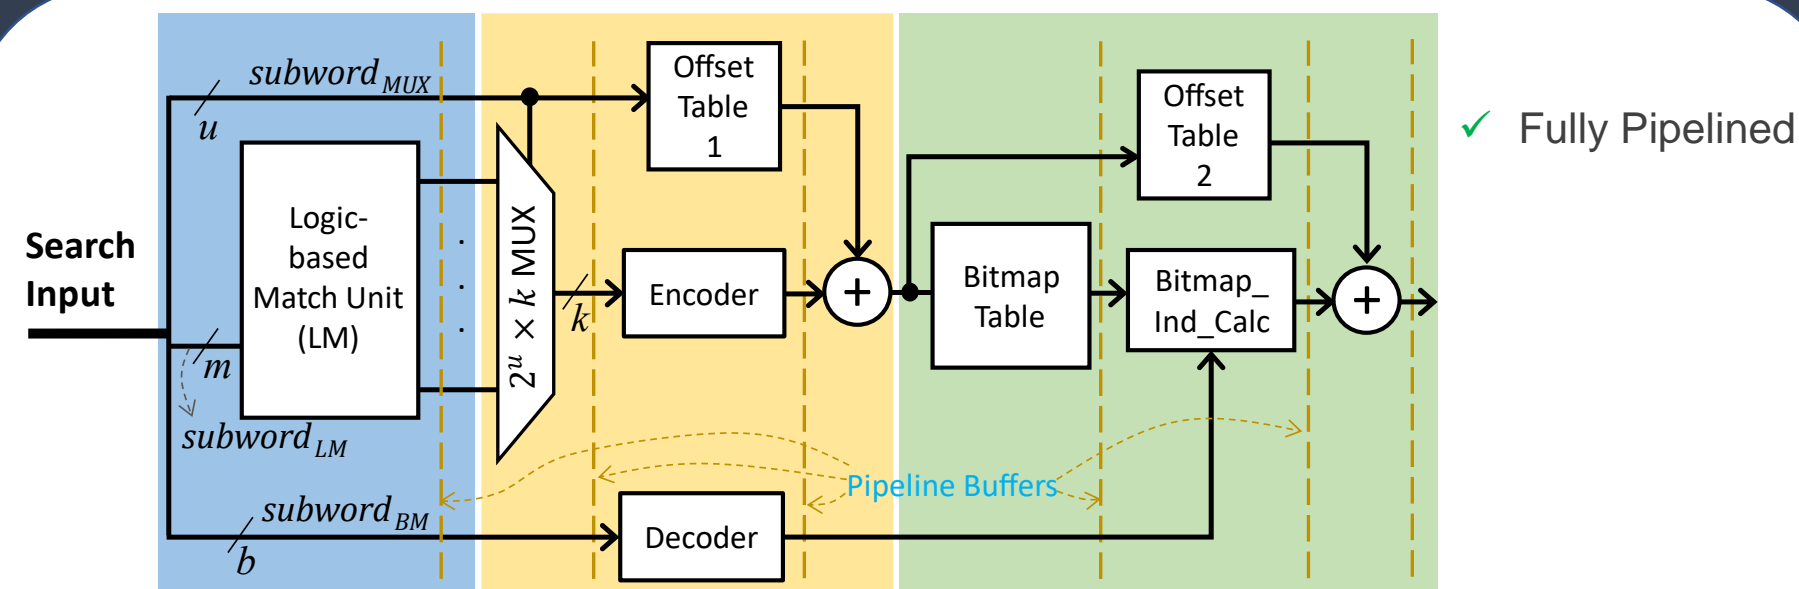 Search
Input
subword_MUX
u
Logic-
based
Match Unit
(LM)
m
subword_LM
subword_BM
b
.
.
.
2^u × k MUX
k
Offset
Table
1
Encoder
+
Decoder
Bitmap
Table
Offset
Table
2
Bitmap_
Ind_Calc
+
Pipeline Buffers
✓ Fully Pipelined